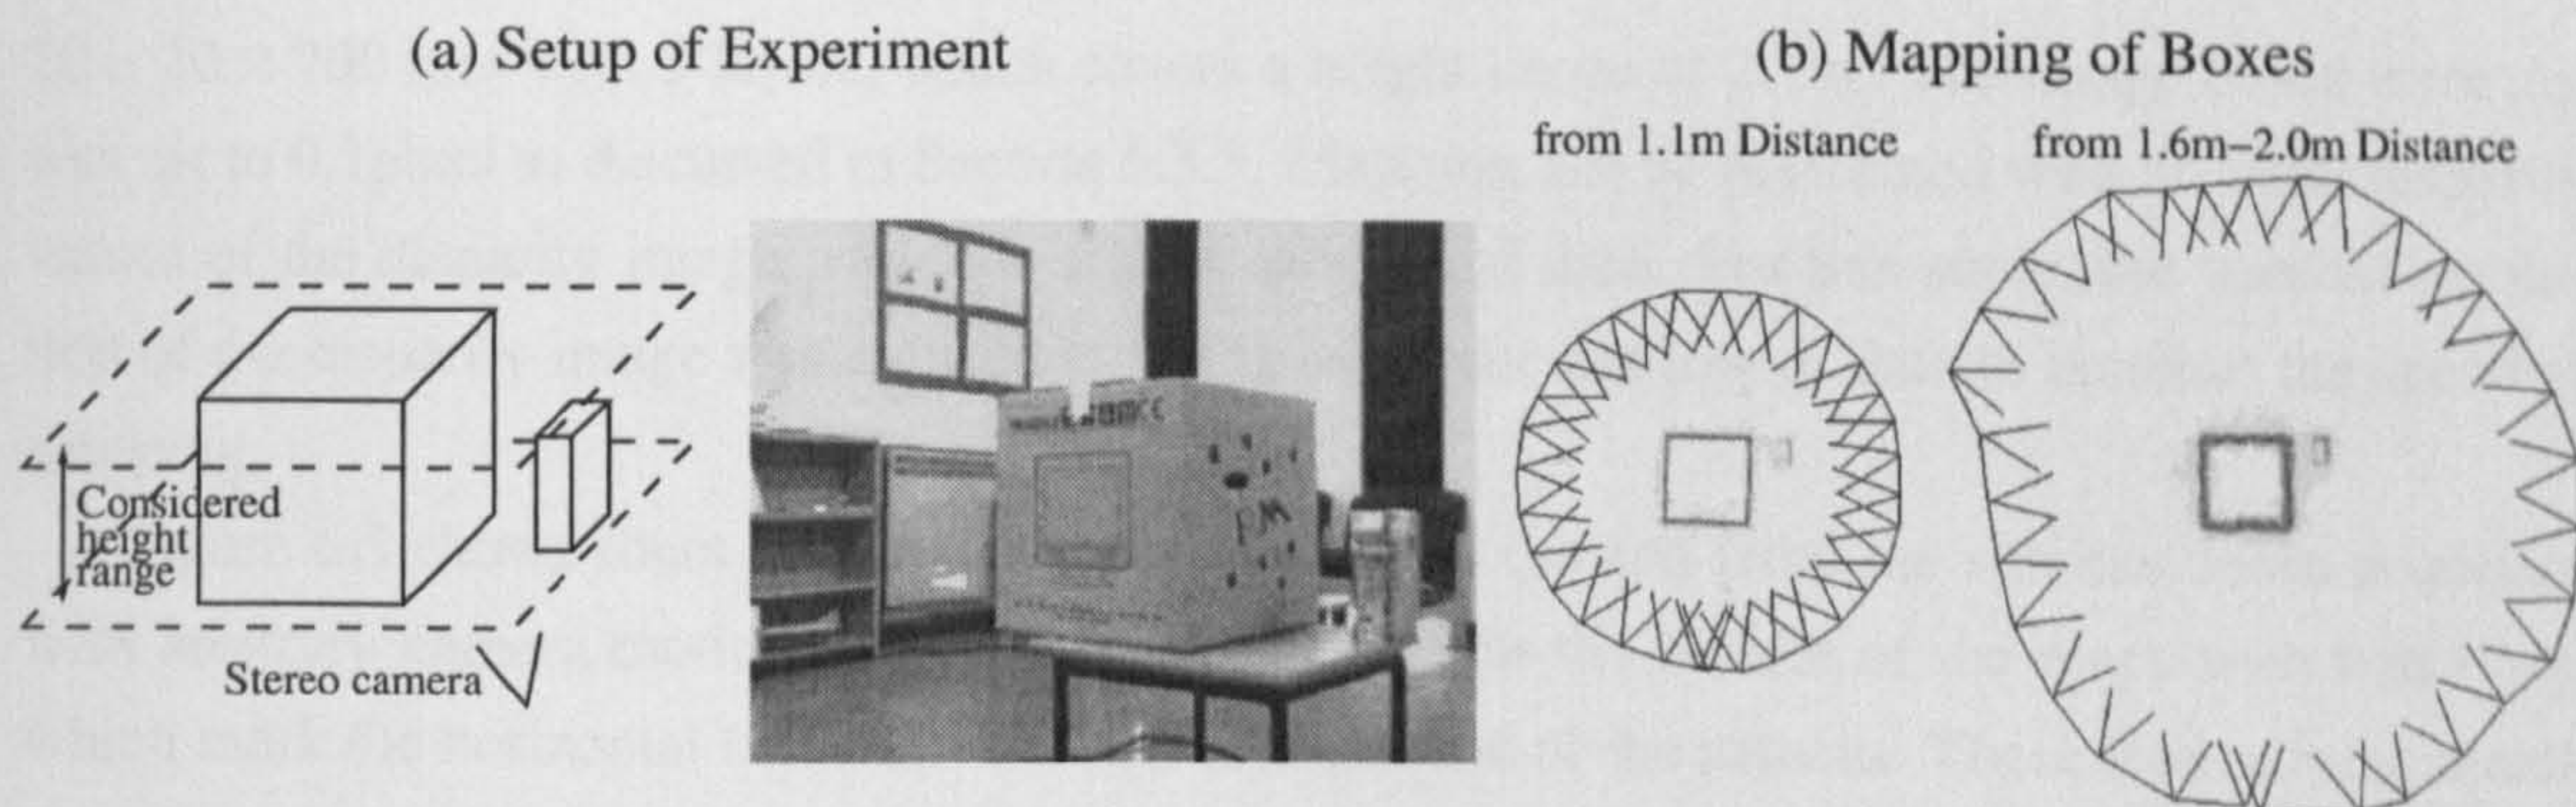 (a) Setup of Experiment
(b) Mapping of Boxes
from 1.1m Distance
from 1.6m–2.0m Distance
Considered
height
range
Stereo camera
PM